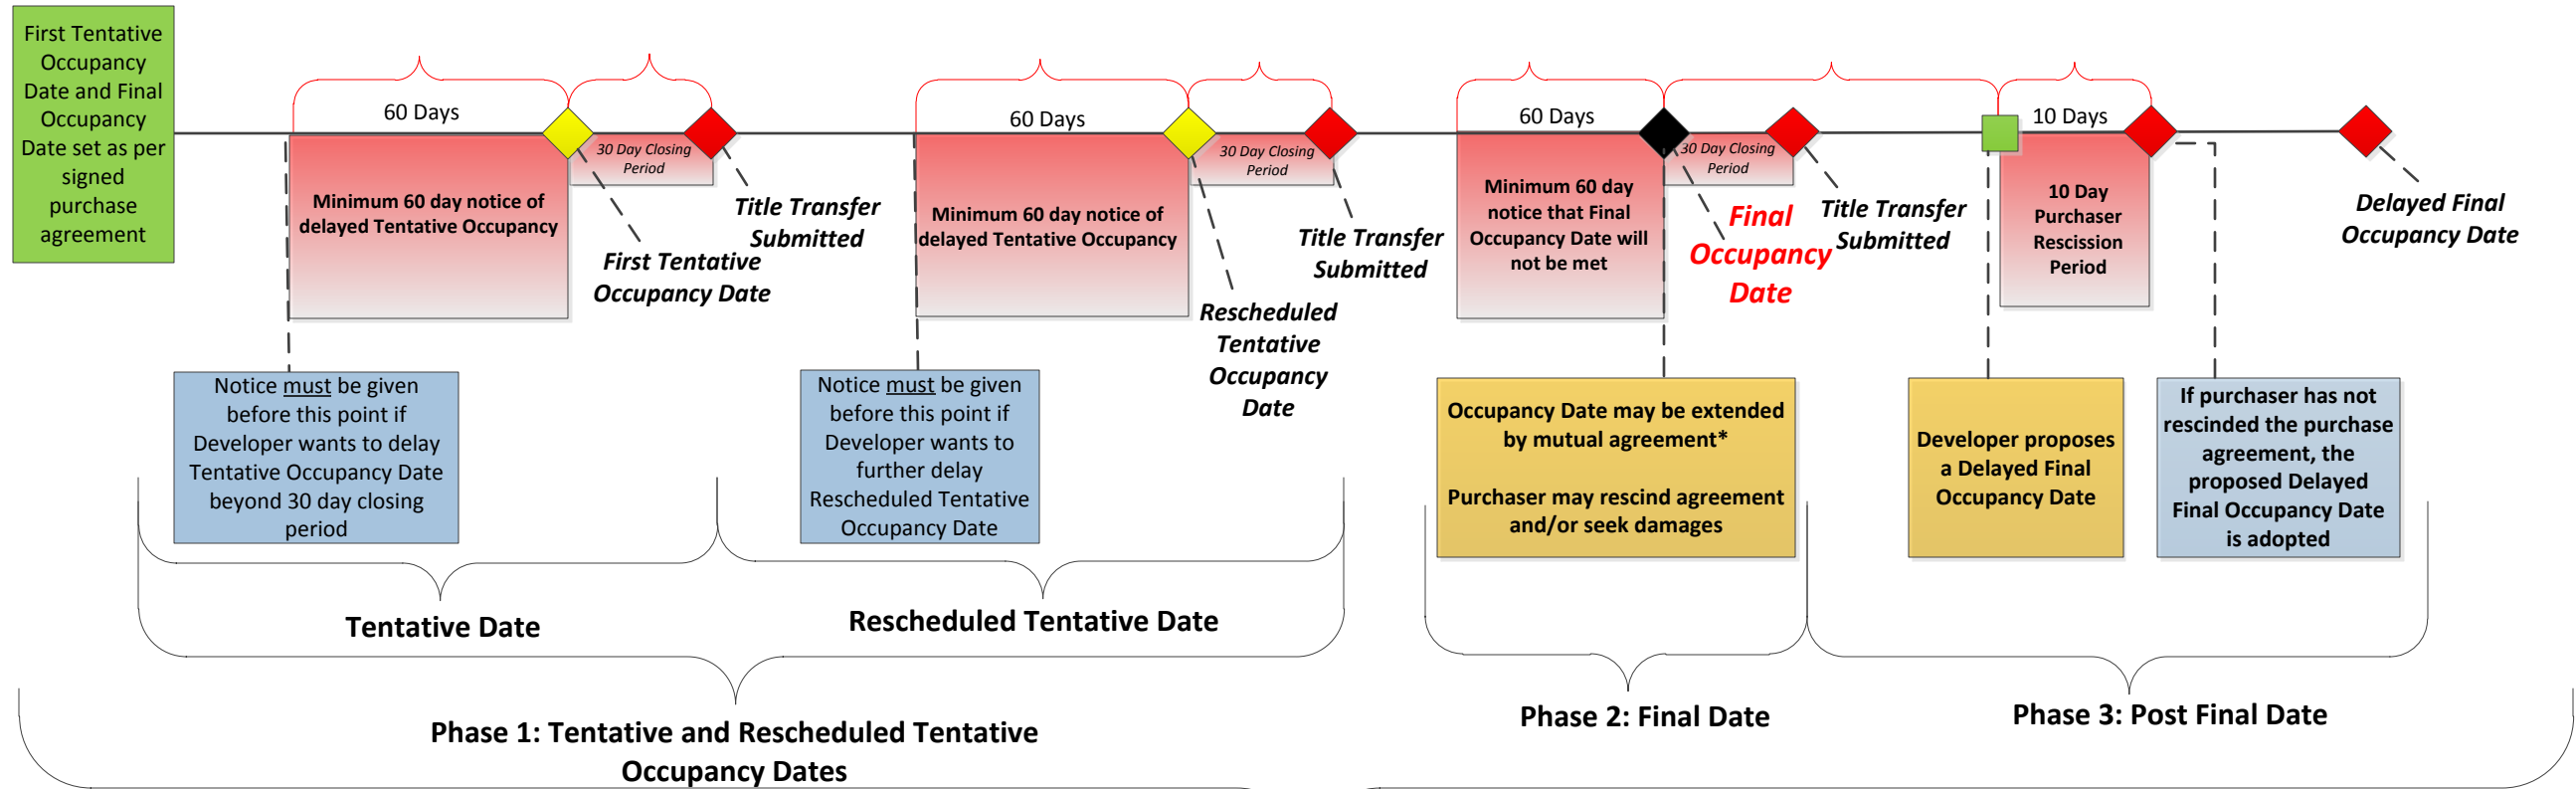 First Tentative
Occupancy
Date and Final
Occupancy
Date set as per
signed
purchase
agreement
60 Days
Minimum 60 day notice of
delayed Tentative Occupancy
30 Day Closing
Period
Title Transfer
Submitted
First Tentative
Occupancy Date
Notice must be given
before this point if
Developer wants to delay
Tentative Occupancy Date
beyond 30 day closing
period
60 Days
Minimum 60 day notice of
delayed Tentative Occupancy
30 Day Closing
Period
Title Transfer
Submitted
Rescheduled
Tentative
Occupancy
Date
Notice must be given
before this point if
Developer wants to
further delay
Rescheduled Tentative
Occupancy Date
60 Days
Minimum 60 day
notice that Final
Occupancy Date will
not be met
30 Day Closing
Period
Final
Occupancy
Date
Title Transfer
Submitted
Occupancy Date may be extended
by mutual agreement*
Purchaser may rescind agreement
and/or seek damages
10 Days
10 Day
Purchaser
Rescission
Period
Developer proposes
a Delayed Final
Occupancy Date
If purchaser has not
rescinded the purchase
agreement, the
proposed Delayed
Final Occupancy Date
is adopted
Delayed Final
Occupancy Date
Tentative Date
Rescheduled Tentative Date
Phase 1: Tentative and Rescheduled Tentative
Occupancy Dates
Phase 2: Final Date
Phase 3: Post Final Date